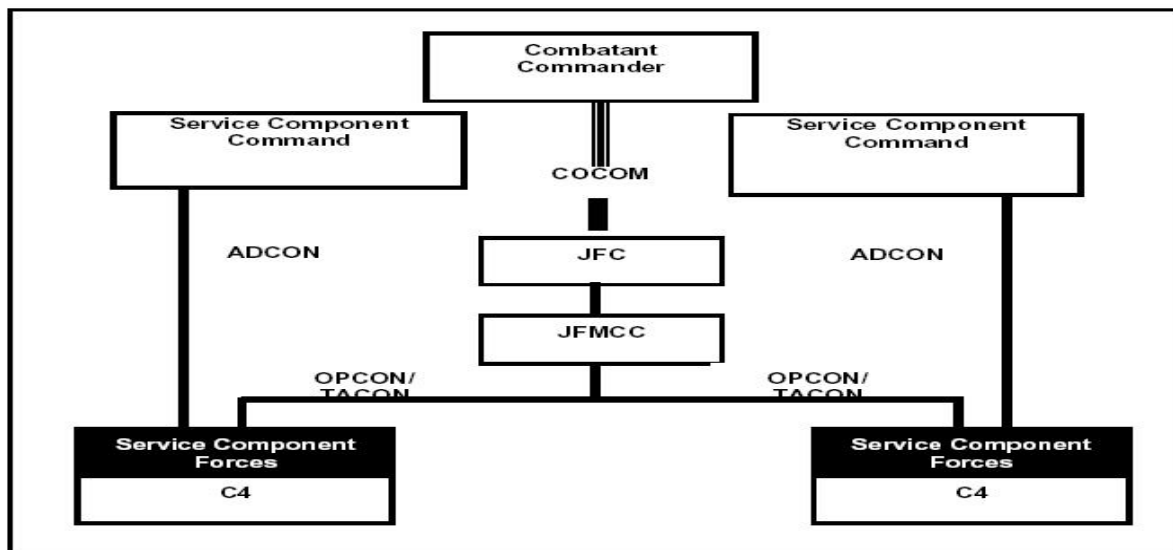 Combatant
Commander
Service Component
Command
Service Component
Command
COCOM
ADCON
JFC
ADCON
JFMCC
OPCON/
TACON
OPCON/
TACON
Service Component
Forces
C4
Service Component
Forces
C4